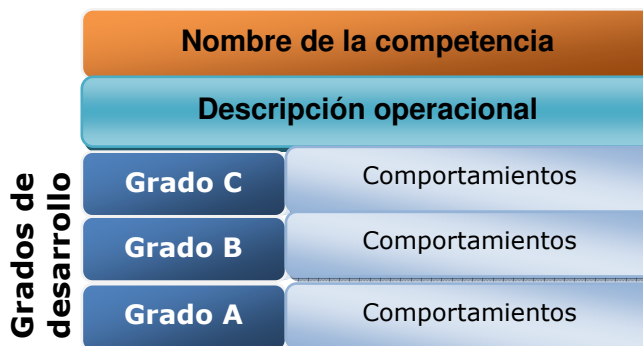 Nombre de la competencia
Descripción operacional
Grados de
desarrollo
Grado C
Comportamientos
Grado B
Comportamientos
Grado A
Comportamientos